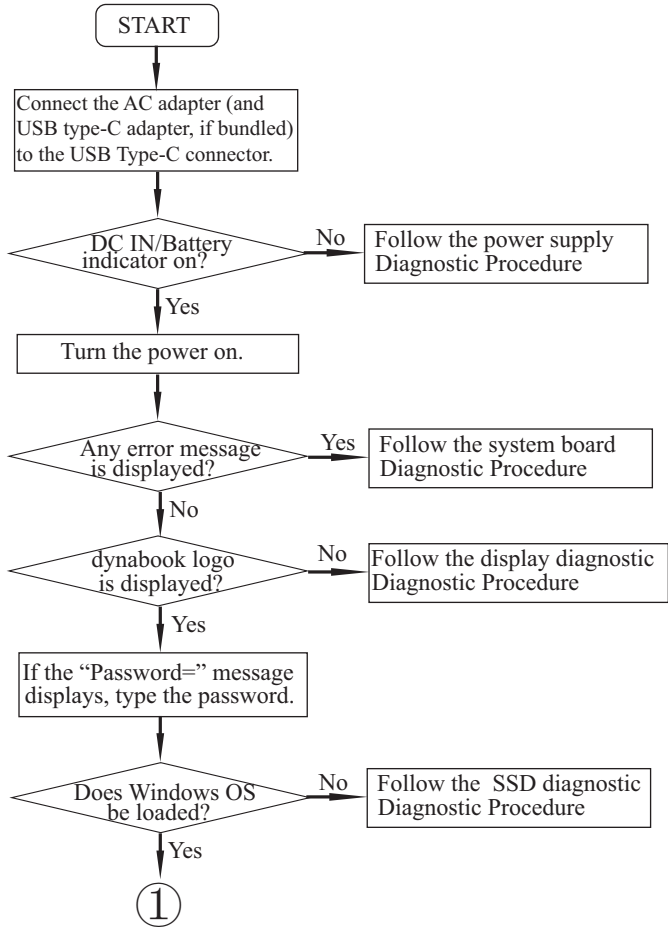 START
Connect the AC adapter (and
USB type-C adapter, if bundled)
to the USB Type-C connector.
DC IN/Battery
indicator on?
No
Follow the power supply
Diagnostic Procedure
Yes
Turn the power on.
Any error message
is displayed?
Yes
Follow the system board
Diagnostic Procedure
No
dynabook logo
is displayed?
No
Follow the display diagnostic
Diagnostic Procedure
Yes
If the “Password=” message
displays, type the password.
Does Windows OS
be loaded?
No
Follow the SSD diagnostic
Diagnostic Procedure
Yes
1